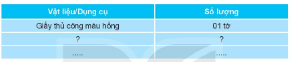 Vật liệu/Dụng cụ Số lượng
Giấy thủ công màu hồng 01 tờ
? ?
..... .....